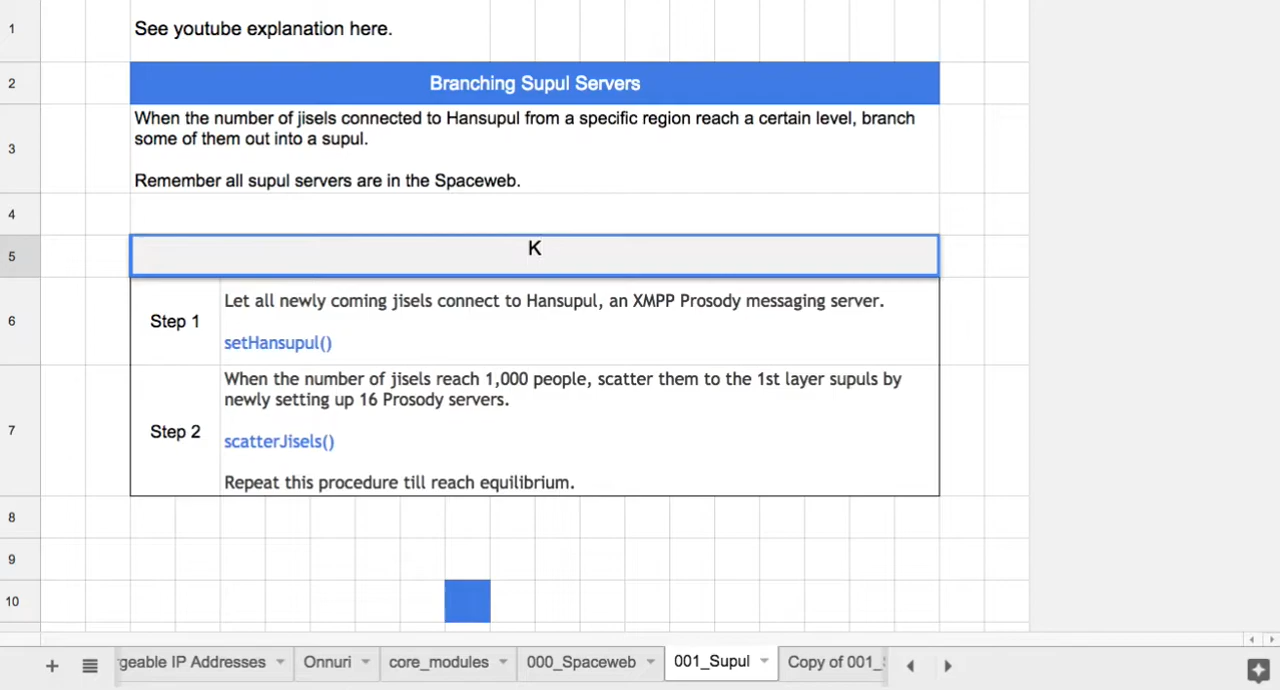 1
See youtube explanation here.
2
Branching Supul Servers
3
When the number of jisels connected to Hansupul from a specific region reach a certain level, branch
some of them out into a supul.
Remember all supul servers are in the Spaceweb.
4
5
K
6
Step 1
Let all newly coming jisels connect to Hansupul, an XMPP Prosody messaging server.
setHansupul()
7
Step 2
When the number of jisels reach 1,000 people, scatter them to the 1st layer supuls by
newly setting up 16 Prosody servers.
scatterJisels()
Repeat this procedure till reach equilibrium.
8
9
10
geable IP Addresses
Onnuri
core_modules
000_Spaceweb
001_Supul
Copy of 001_